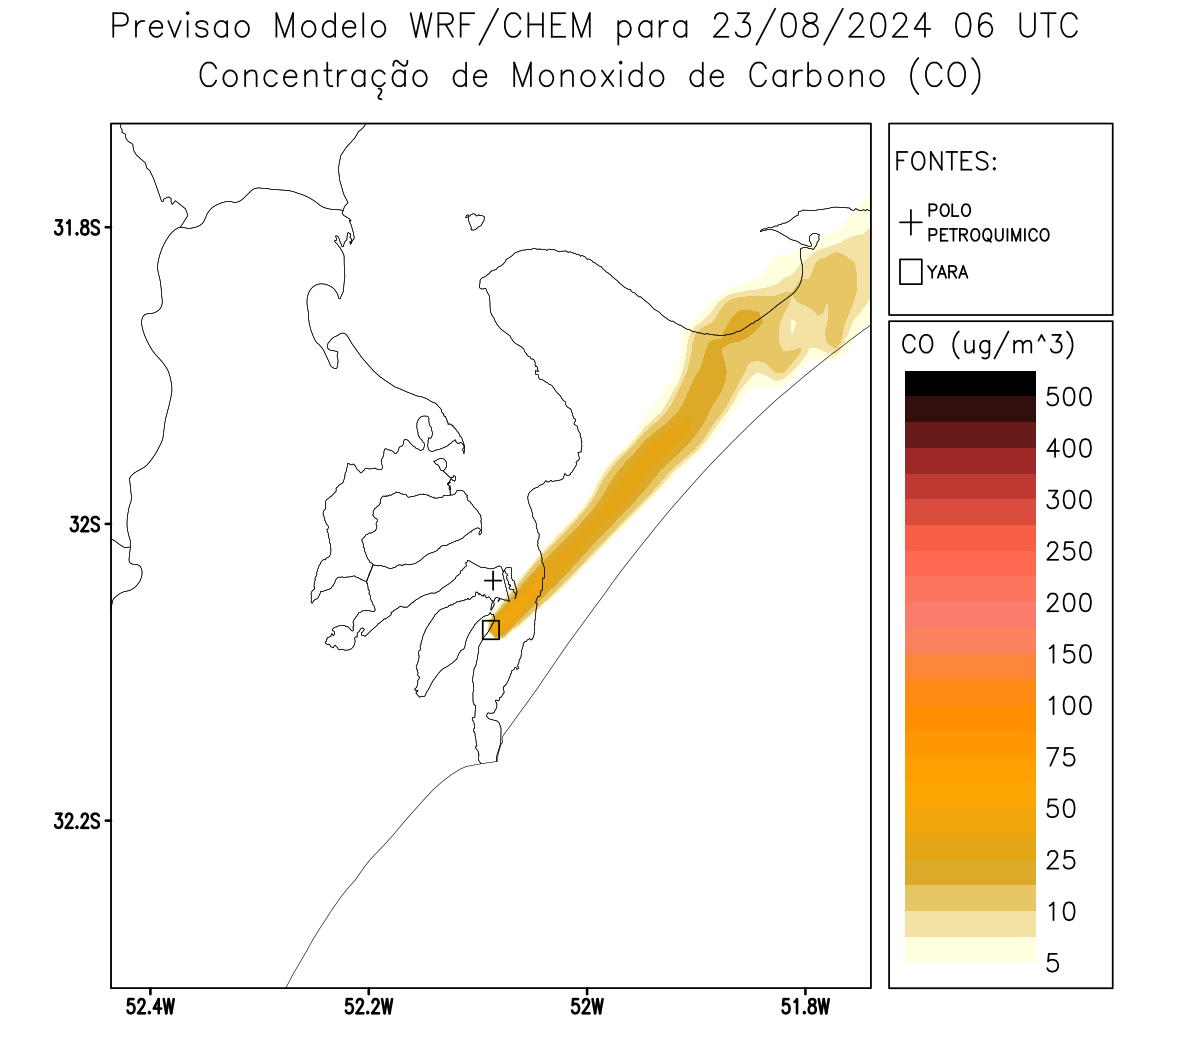 Previsao Modelo WRF/CHEM para 23/08/2024 06 UTC
Concentração de Monoxido de Carbono (CO)
FONTES:
POLO
PETROQUIMICO
YARA
CO (ug/m^3)
500
400
300
250
200
150
100
75
50
25
10
5
31.8S
32S
32.2S
52.4W
52.2W
52W
51.8W